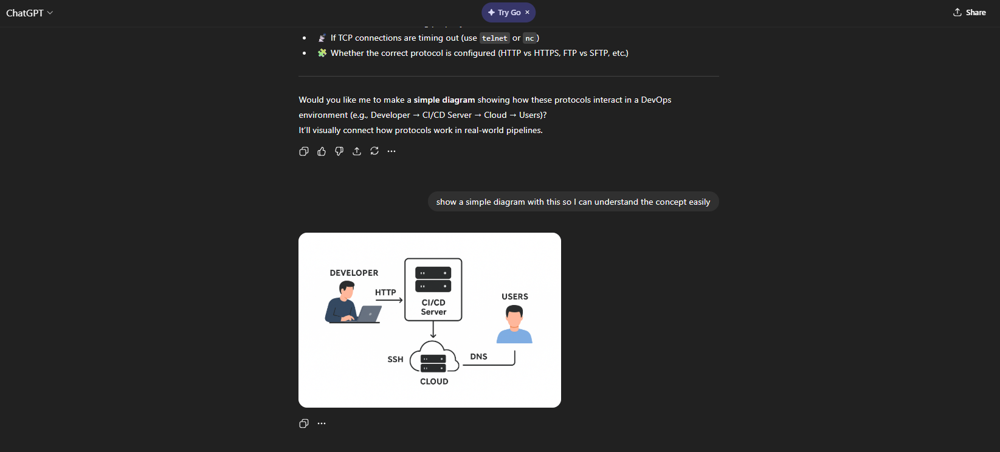 ChatGPT
Try Go ×
Share
If TCP connections are timing out (use telnet or nc)
Whether the correct protocol is configured (HTTP vs HTTPS, FTP vs SFTP, etc.)
Would you like me to make a simple diagram showing how these protocols interact in a DevOps
environment (e.g., Developer → CI/CD Server → Cloud → Users)?
It'll visually connect how protocols work in real-world pipelines.
show a simple diagram with this so I can understand the concept easily
DEVELOPER
HTTP
CI/CD
Server
USERS
SSH
DNS
CLOUD